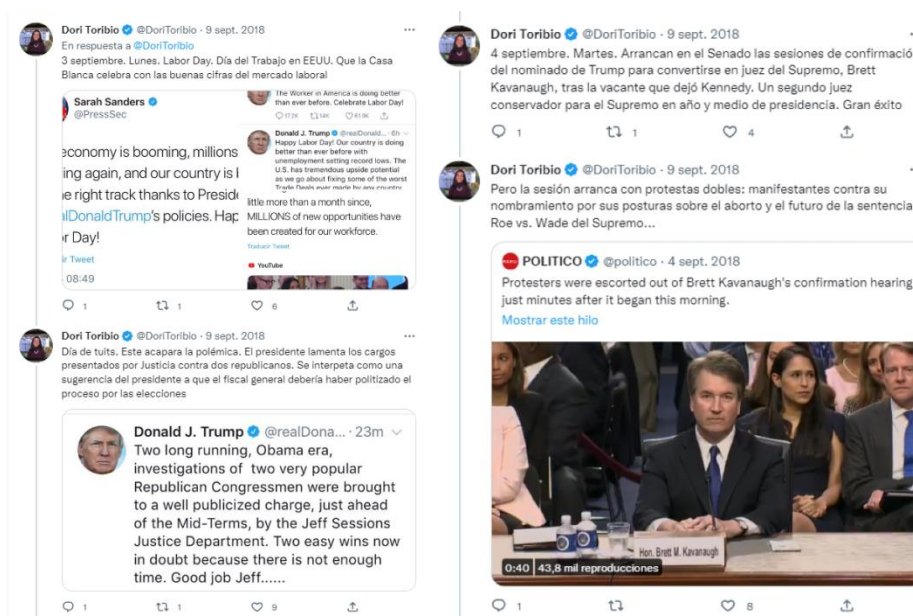 Dori Toribio @DoriToribio · 9 sept. 2018
En respuesta a @DoriToribio
3 septiembre. Lunes. Labor Day. Día del Trabajo en EEUU. Que la Casa
Blanca celebra con las buenas cifras del mercado laboral
Sarah Sanders
@PressSec
economy is booming, millions
ing again, and our country is
e right track thanks to Preside
lDonaldTrump's policies. Hap
r Day!
ir Tweet
08:49
The Worker in America is doing better
than ever before. Celebrate Labor Day!
17.2K 14K 61.9K
Donald J. Trump @realDonald... · 6h
Happy Labor Day! Our country is doing
better than ever before with
unemployment setting record lows. The
U.S. has tremendous upside potential
as we go about fixing some of the worst
Trade Deals ever made by any country
little more than a month since,
MILLIONS of new opportunities have
been created for our workforce.
Traducir Tweet
YouTube
1 1 6
Dori Toribio @DoriToribio · 9 sept. 2018
Día de tuits. Este acapara la polémica. El presidente lamenta los cargos
presentados por Justicia contra dos republicanos. Se interpeta como una
sugerencia del presidente a que el fiscal general debería haber politizado el
proceso por las elecciones
Donald J. Trump @realDona... · 23m
Two long running, Obama era,
investigations of two very popular
Republican Congressmen were brought
to a well publicized charge, just ahead
of the Mid-Terms, by the Jeff Sessions
Justice Department. Two easy wins now
in doubt because there is not enough
time. Good job Jeff......
1 1 9
Dori Toribio @DoriToribio · 9 sept. 2018
4 septiembre. Martes. Arrancan en el Senado las sesiones de confirmació
del nominado de Trump para convertirse en juez del Supremo, Brett
Kavanaugh, tras la vacante que dejó Kennedy. Un segundo juez
conservador para el Supremo en año y medio de presidencia. Gran éxito
1 1 4
Dori Toribio @DoriToribio · 9 sept. 2018
Pero la sesión arranca con protestas dobles: manifestantes contra su
nombramiento por sus posturas sobre el aborto y el futuro de la sentencia
Roe vs. Wade del Supremo...
POLITICO @politico · 4 sept. 2018
Protesters were escorted out of Brett Kavanaugh's confirmation hearing
just minutes after it began this morning.
Mostrar este hilo
Hon. Brett M. Kavanaugh
0:40 43,8 mil reproducciones
1 8